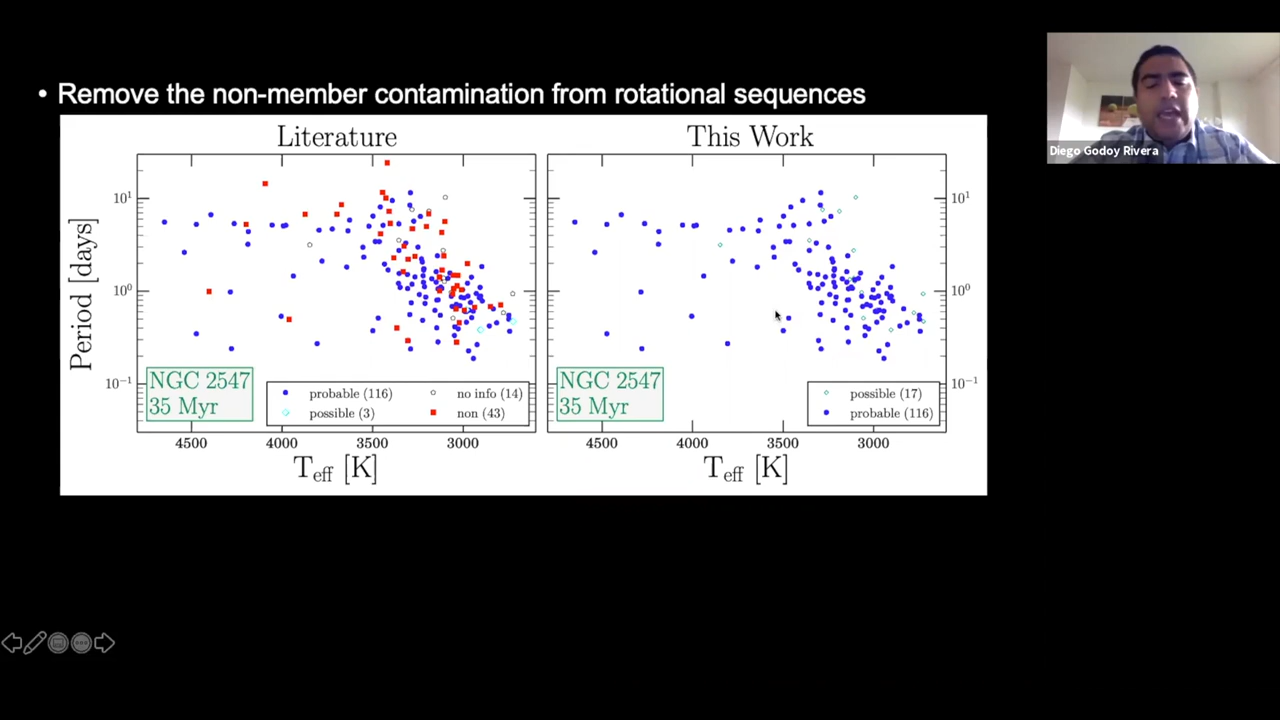 • Remove the non-member contamination from rotational sequences
Literature
This Work
Period [days]
10¹
10⁰
10⁻¹
NGC 2547
35 Myr
probable (116)
possible (3)
no info (14)
non (43)
4500
4000
3500
3000
Teff [K]
NGC 2547
35 Myr
possible (17)
probable (116)
10¹
10⁰
10⁻¹
4500
4000
3500
3000
Teff [K]
Diego Godoy Rivera